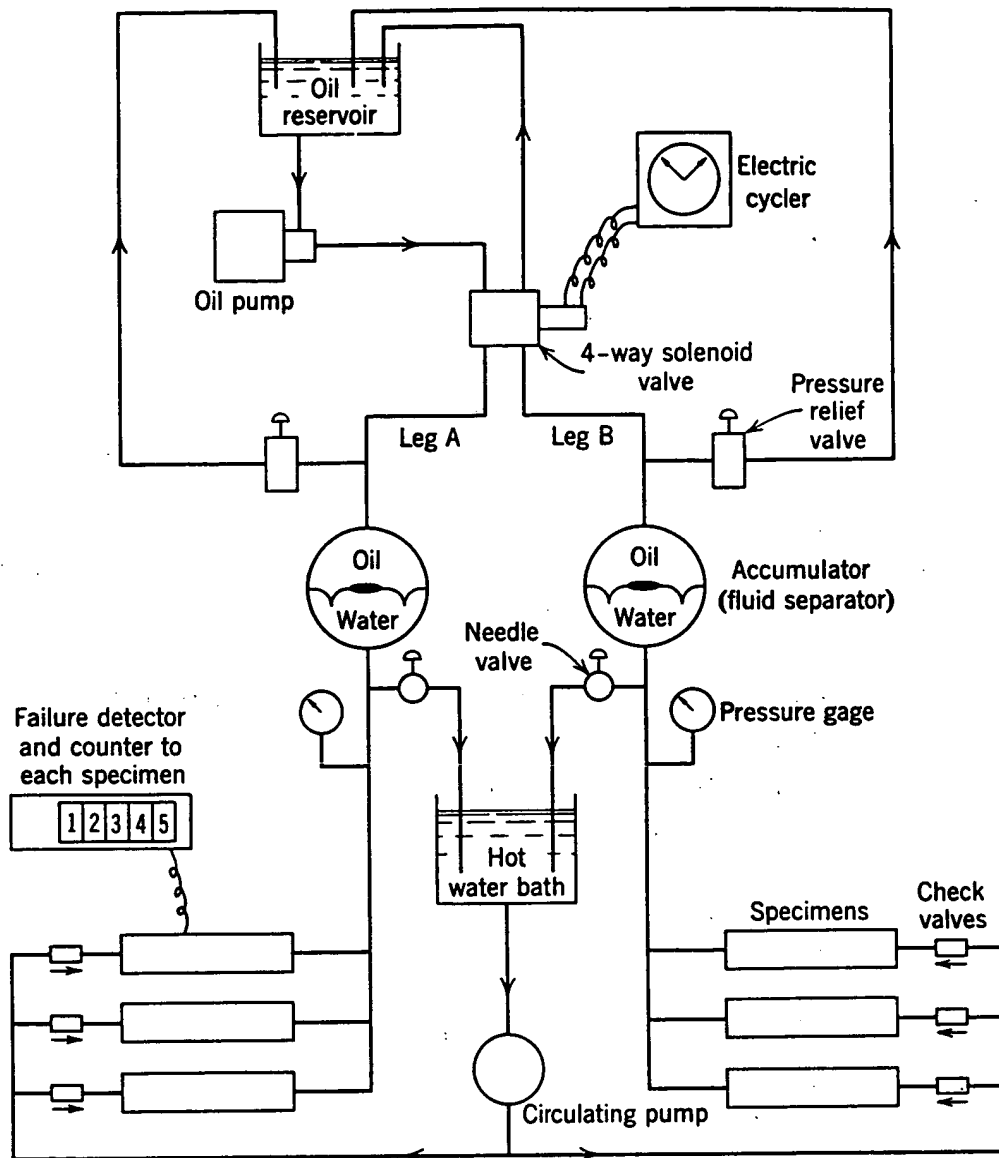 Oil
reservoir
Electric
cycler
Oil pump
4-way solenoid
valve
Pressure
relief
valve
Leg A
Leg B
Oil
Water
Oil
Water
Accumulator
(fluid separator)
Needle
valve
Pressure gage
Failure detector
and counter to
each specimen
1 2 3 4 5
Hot
water bath
Specimens
Check
valves
Circulating pump